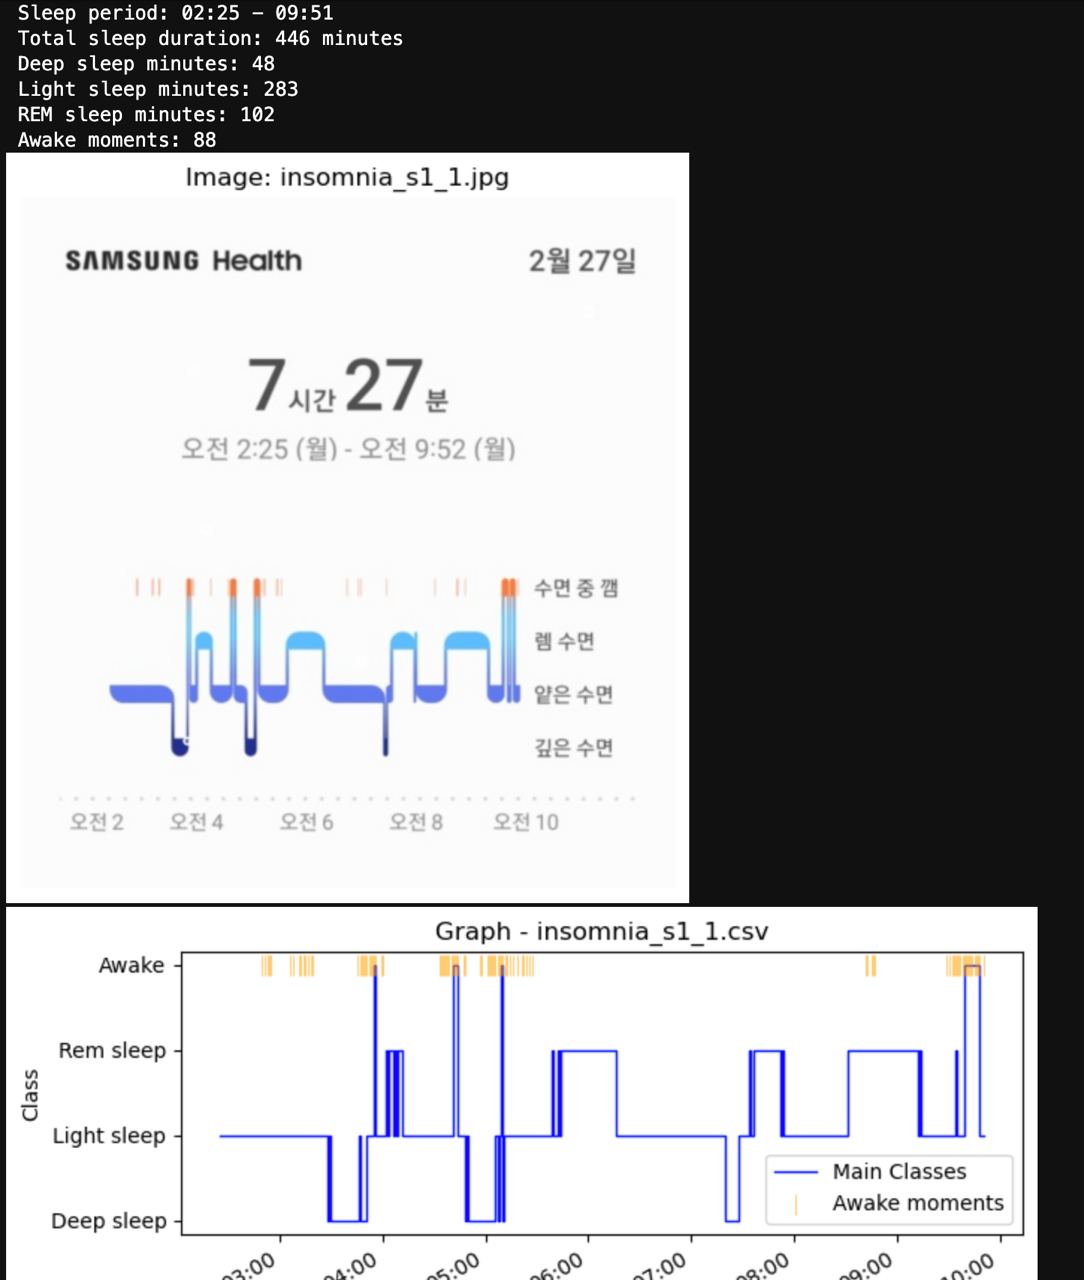 Sleep period: 02:25 – 09:51
Total sleep duration: 446 minutes
Deep sleep minutes: 48
Light sleep minutes: 283
REM sleep minutes: 102
Awake moments: 88
Image: insomnia_s1_1.jpg
SAMSUNG Health 2월 27일
7시간 27분
오전 2:25 (월) - 오전 9:52 (월)
수면 중 깸
렘 수면
얕은 수면
깊은 수면
오전 2 오전 4 오전 6 오전 8 오전 10
Graph - insomnia_s1_1.csv
Class
Awake
Rem sleep
Light sleep
Deep sleep
Main Classes
Awake moments
03:00 04:00 05:00 06:00 07:00 08:00 09:00 10:00